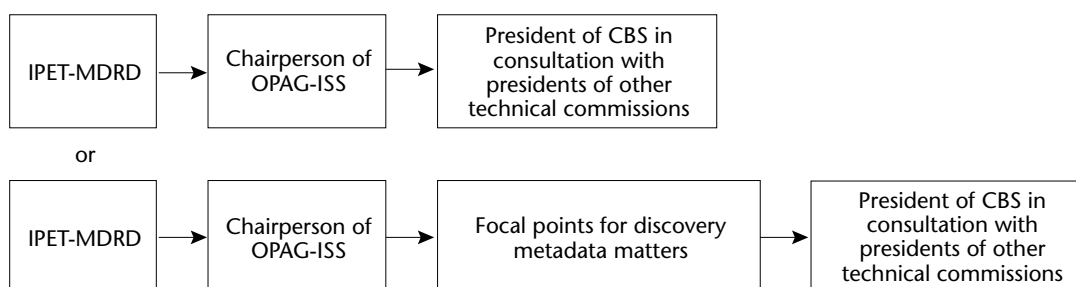 IPET-MDRD
Chairperson of
OPAG-ISS
President of CBS in
consultation with
presidents of other
technical commissions
or
IPET-MDRD
Chairperson of
OPAG-ISS
Focal points for discovery
metadata matters
President of CBS in
consultation with
presidents of other
technical commissions